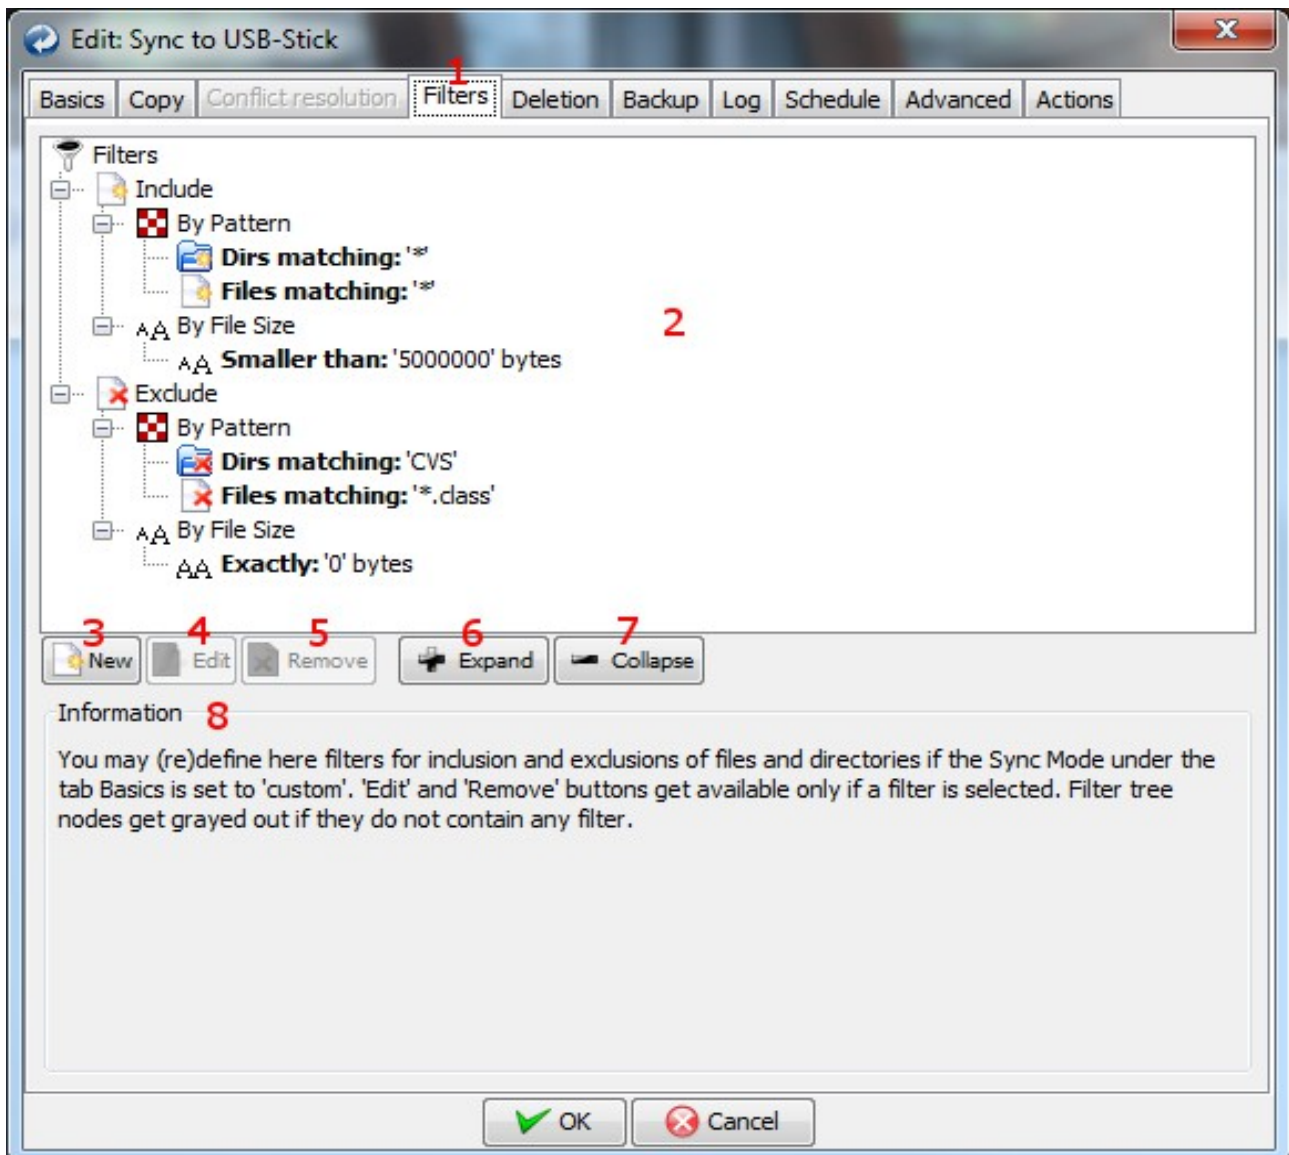 Edit: Sync to USB-Stick
x
1
Basics Copy Conflict resolution Filters Deletion Backup Log Schedule Advanced Actions
Filters
Include
By Pattern
Dirs matching: '*'
Files matching: '*'
2
AA By File Size
AA Smaller than: '5000000' bytes
Exclude
By Pattern
Dirs matching: 'CVS'
Files matching: '*.class'
AA By File Size
AA Exactly: '0' bytes
3 4 5 6 7
New Edit Remove Expand Collapse
Information 8
You may (re)define here filters for inclusion and exclusions of files and directories if the Sync Mode under the
tab Basics is set to 'custom'. 'Edit' and 'Remove' buttons get available only if a filter is selected. Filter tree
nodes get grayed out if they do not contain any filter.
OK Cancel